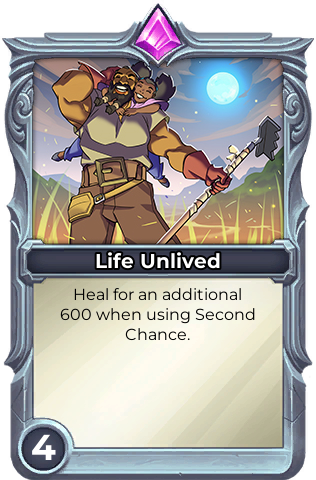 Life Unlived
Heal for an additional
600 when using Second
Chance.
4